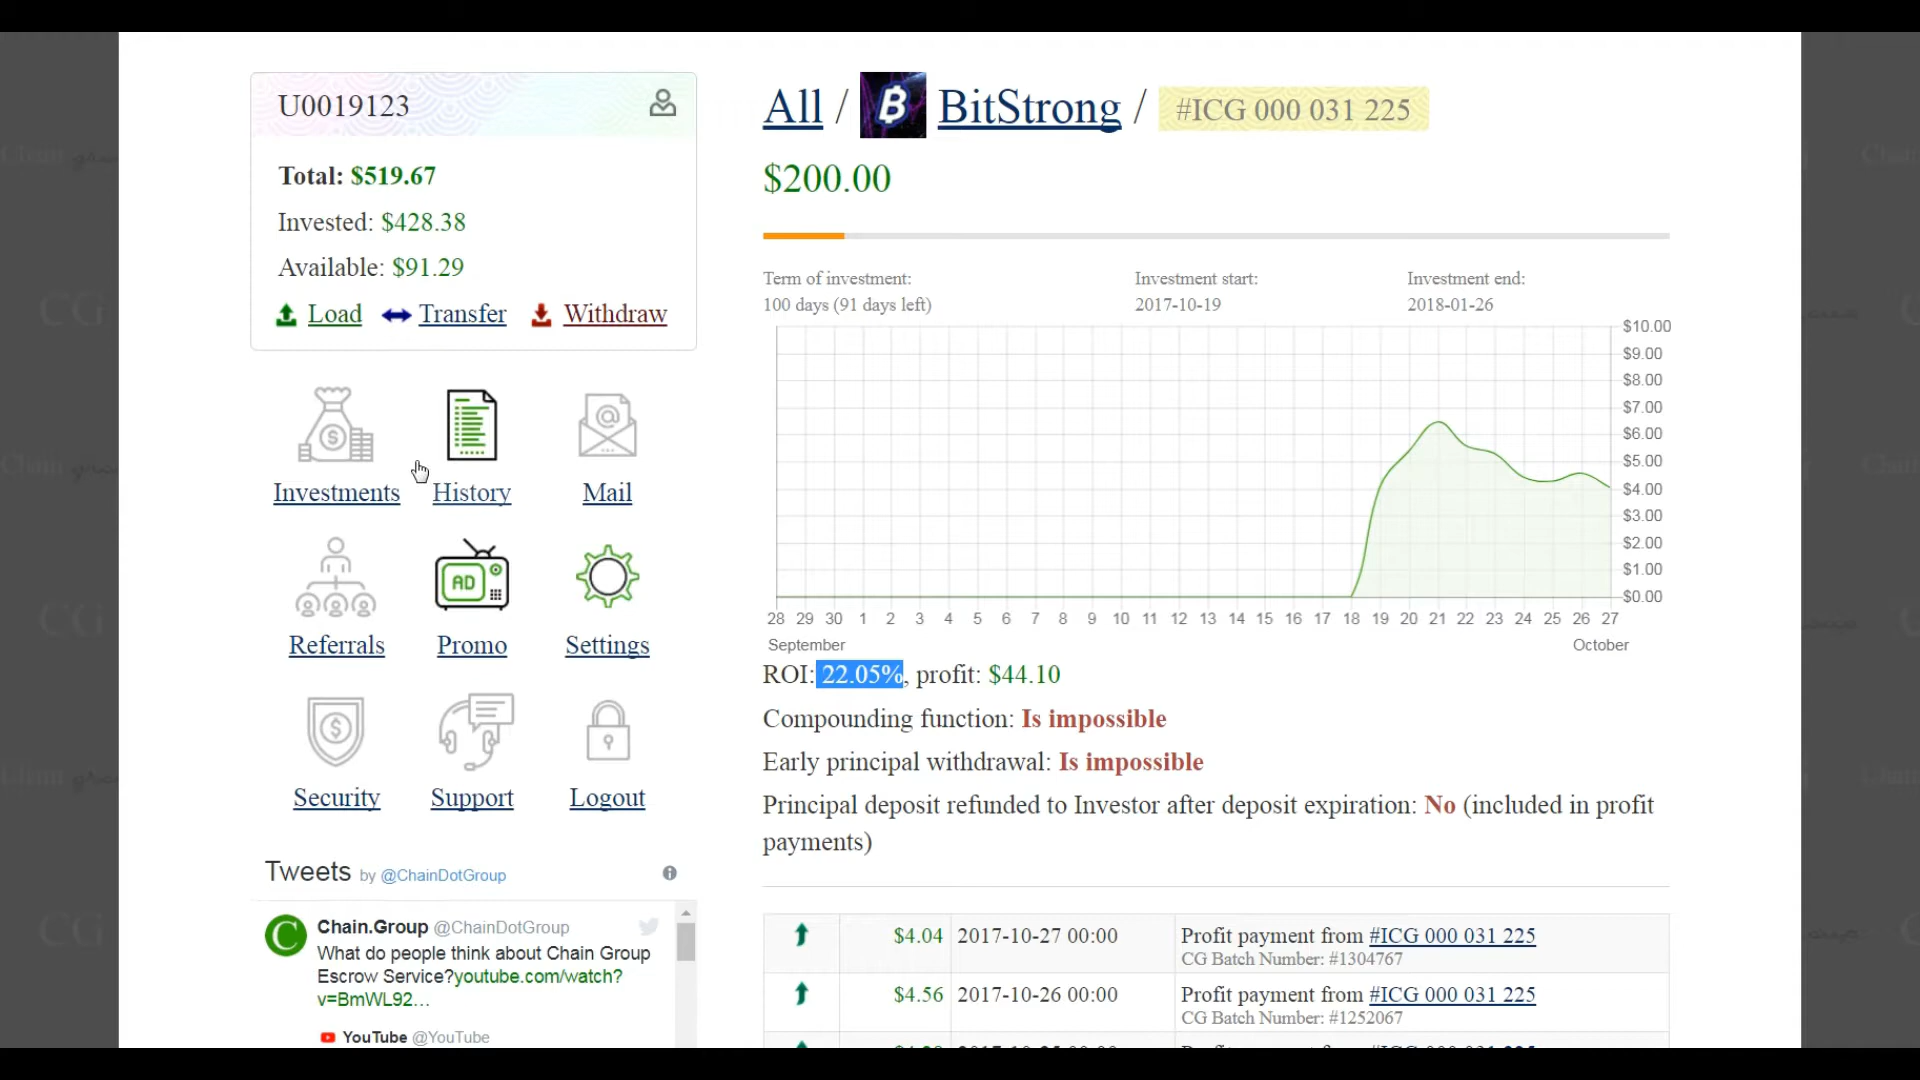 U0019123
Total: $519.67
Invested: $428.38
Available: $91.29
Load Transfer Withdraw
Investments History Mail
AD
Referrals Promo Settings
Security Support Logout
Tweets by @ChainDotGroup
Chain.Group @ChainDotGroup
What do people think about Chain Group
Escrow Service?youtube.com/watch?
v=BmWL92…
YouTube @YouTube
All / BitStrong / #ICG 000 031 225
$200.00
Term of investment: Investment start: Investment end:
100 days (91 days left) 2017-10-19 2018-01-26
$10.00
$9.00
$8.00
$7.00
$6.00
$5.00
$4.00
$3.00
$2.00
$1.00
$0.00
28 29 30 1 2 3 4 5 6 7 8 9 10 11 12 13 14 15 16 17 18 19 20 21 22 23 24 25 26 27
September October
ROI: 22.05%, profit: $44.10
Compounding function: Is impossible
Early principal withdrawal: Is impossible
Principal deposit refunded to Investor after deposit expiration: No (included in profit
payments)
$4.04 2017-10-27 00:00 Profit payment from #ICG 000 031 225
CG Batch Number: #1304767
$4.56 2017-10-26 00:00 Profit payment from #ICG 000 031 225
CG Batch Number: #1252067